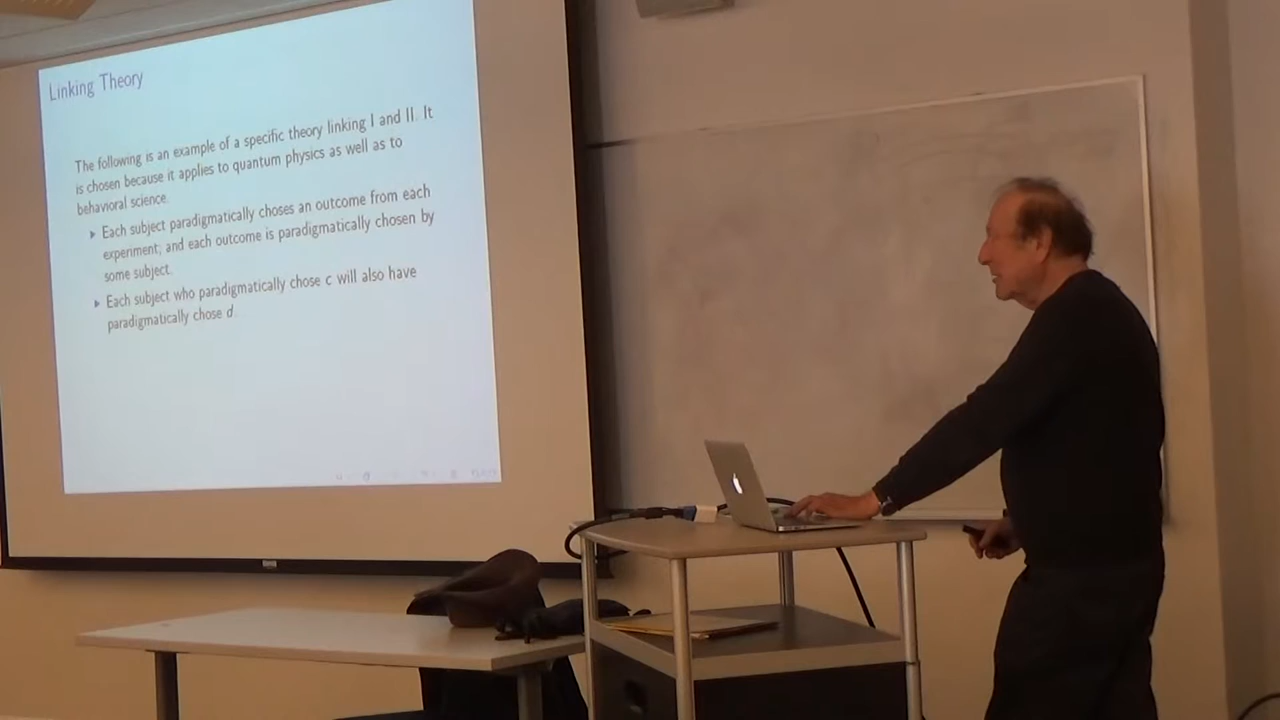 Linking Theory
The following is an example of a specific theory linking I and II. It
is chosen because it applies to quantum physics as well as to
behavioral science.
Each subject paradigmatically choses an outcome from each
experiment; and each outcome is paradigmatically chosen by
some subject.
Each subject who paradigmatically chose c will also have
paradigmatically chose d.